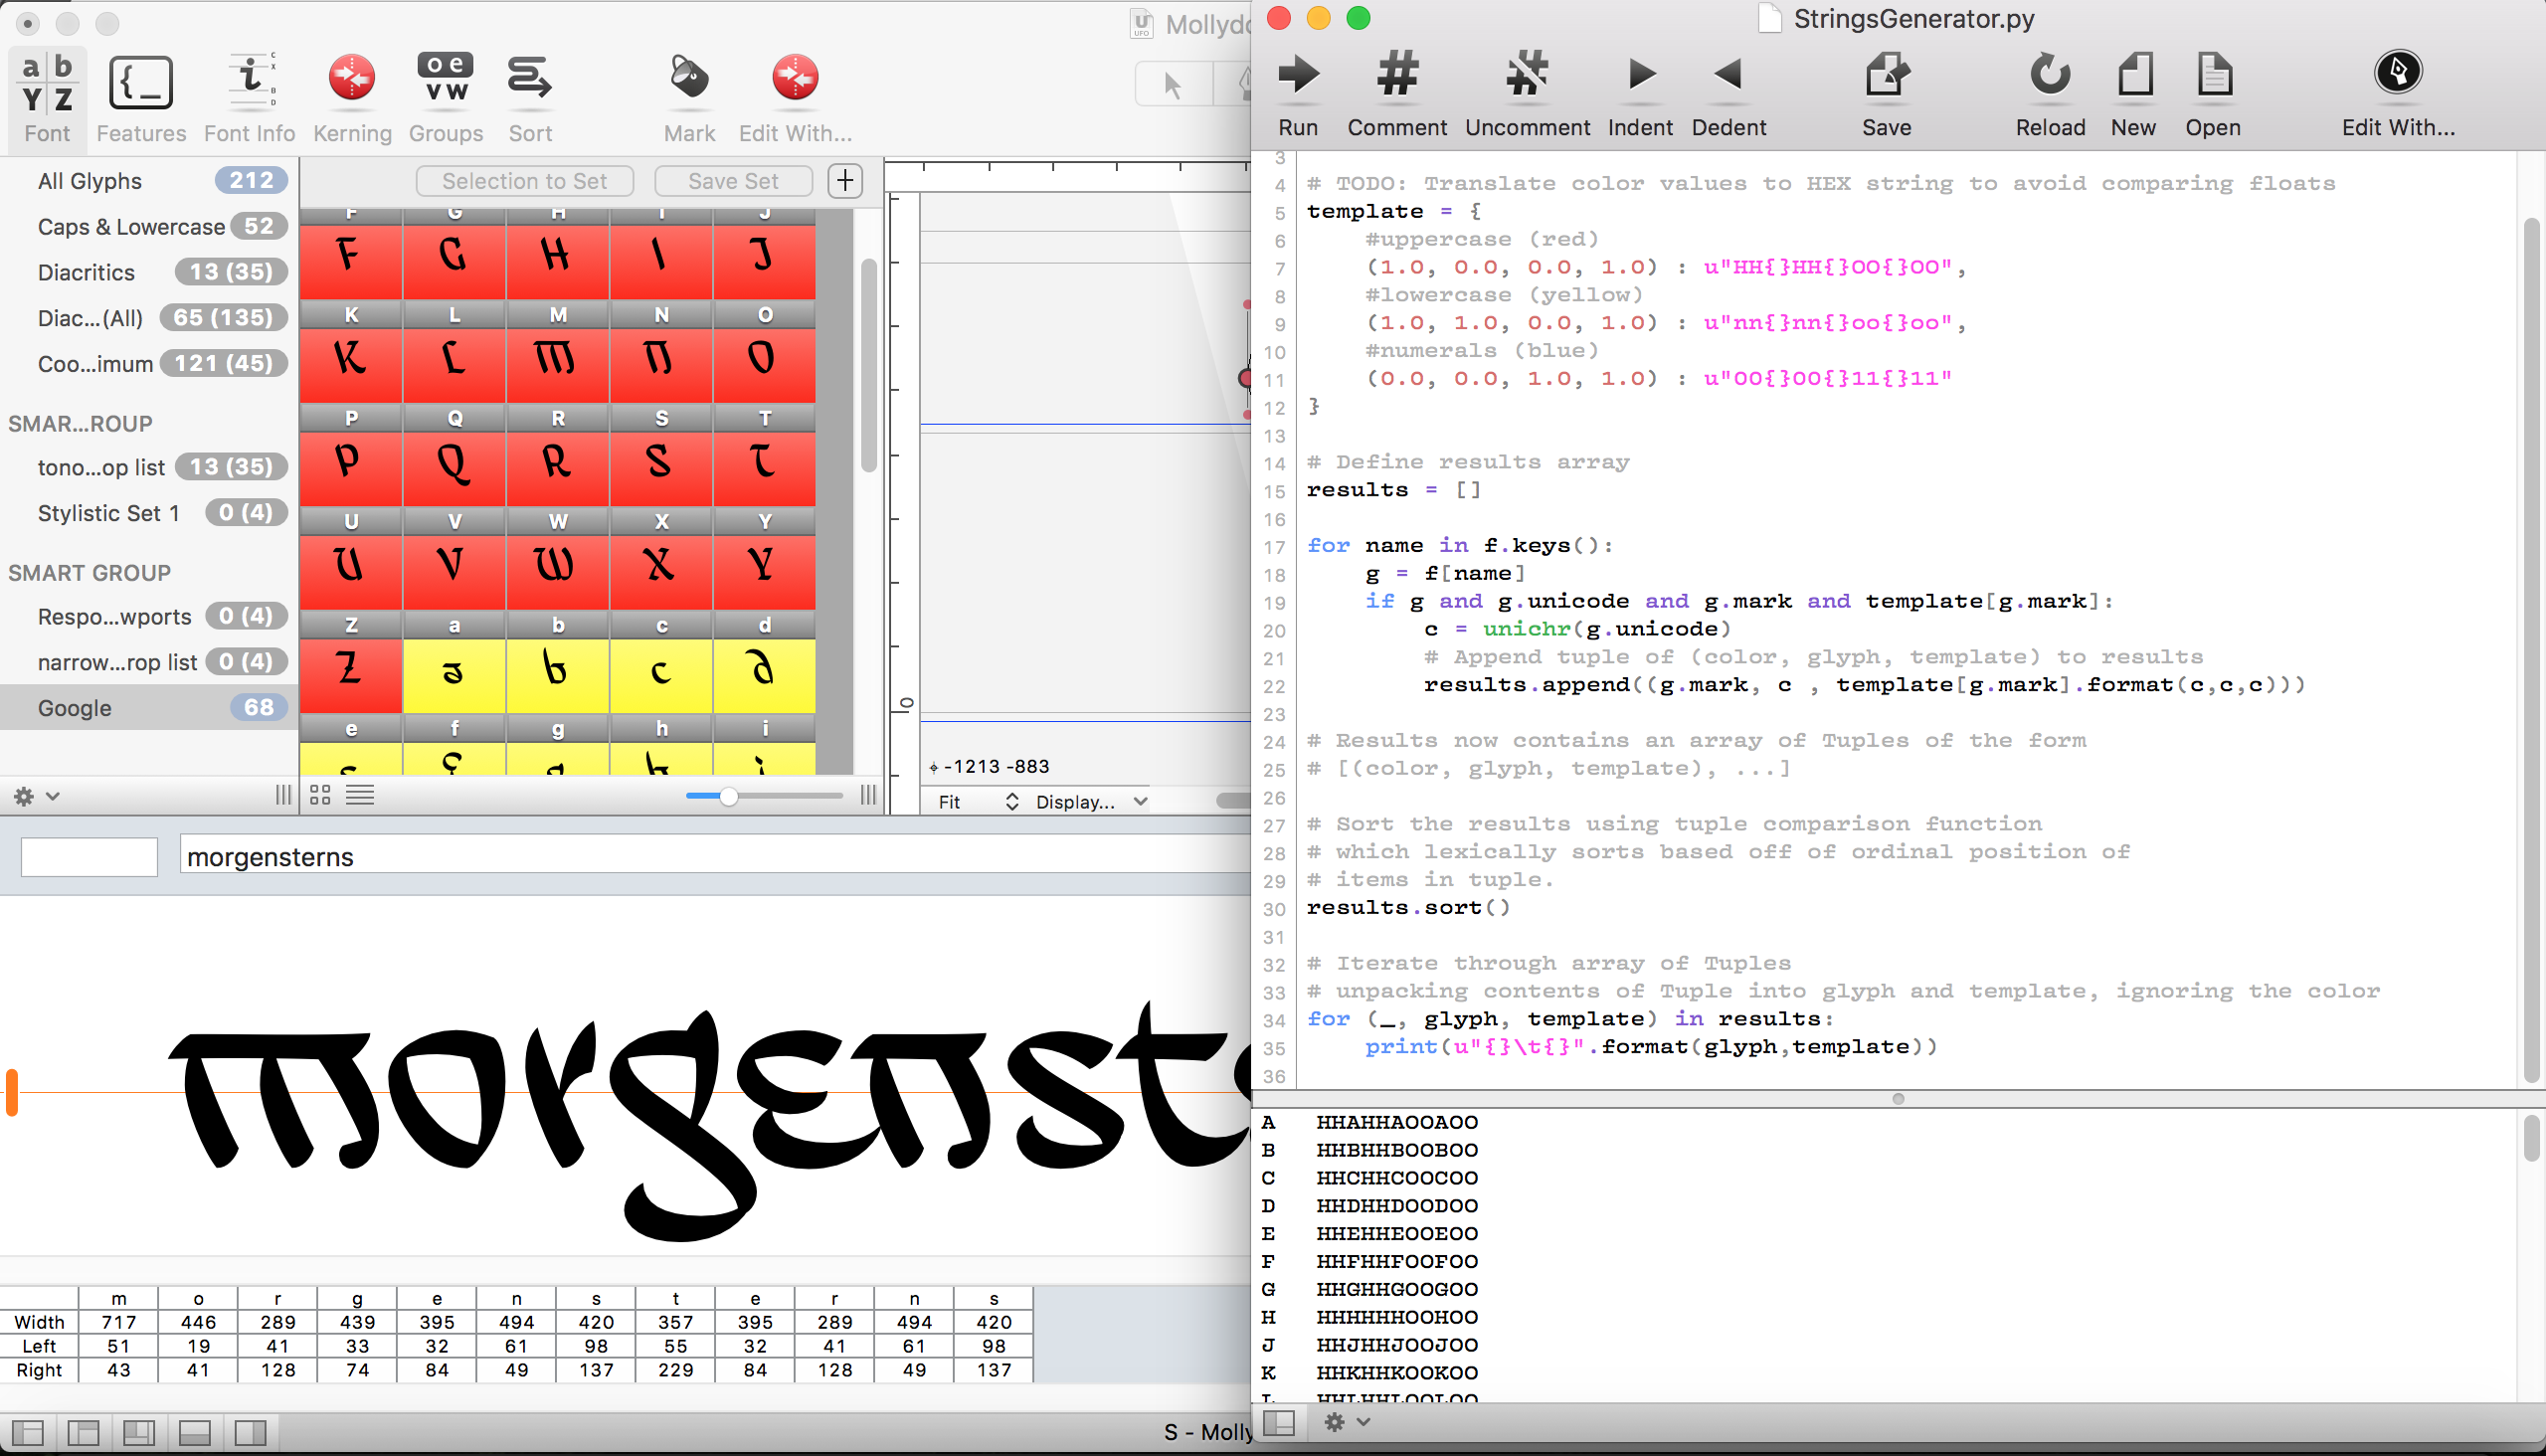 Mollydo
Font
Features
Font Info
Kerning
Groups
Sort
Mark
Edit With...
All Glyphs 212
Caps & Lowercase 52
Diacritics 13 (35)
Diac...(All) 65 (135)
Coo...imum 121 (45)
SMAR...ROUP
tono...op list 13 (35)
Stylistic Set 1 0 (4)
SMART GROUP
Respo...wports 0 (4)
narrow...rop list 0 (4)
Google 68
Selection to Set
Save Set
F G H I J
F G H I J
K L M N O
K L M N O
P Q R S T
P Q R S T
U V W X Y
U V W X Y
Z a b c d
Z a b c d
e f g h i
0
-1213 -883
Fit
Display...
morgensterns
morgenste
m o r g e n s t e r n s
Width 717 446 289 439 395 494 420 357 395 289 494 420
Left 51 19 41 33 32 61 98 55 32 41 61 98
Right 43 41 128 74 84 49 137 229 84 128 49 137
S - Molly
StringsGenerator.py
Run
Comment
Uncomment
Indent
Dedent
Save
Reload
New
Open
Edit With...
3
4 # TODO: Translate color values to HEX string to avoid comparing floats
5 template = {
6     #uppercase (red)
7     (1.0, 0.0, 0.0, 1.0) : u"HH{}HH{}OO{}OO",
8     #lowercase (yellow)
9     (1.0, 1.0, 0.0, 1.0) : u"nn{}nn{}oo{}oo",
10     #numerals (blue)
11     (0.0, 0.0, 1.0, 1.0) : u"00{}00{}11{}11"
12 }
13
14 # Define results array
15 results = []
16
17 for name in f.keys():
18     g = f[name]
19     if g and g.unicode and g.mark and template[g.mark]:
20         c = unichr(g.unicode)
21         # Append tuple of (color, glyph, template) to results
22         results.append((g.mark, c , template[g.mark].format(c,c,c)))
23
24 # Results now contains an array of Tuples of the form
25 # [(color, glyph, template), ...]
26
27 # Sort the results using tuple comparison function
28 # which lexically sorts based off of ordinal position of
29 # items in tuple.
30 results.sort()
31
32 # Iterate through array of Tuples
33 # unpacking contents of Tuple into glyph and template, ignoring the color
34 for (_, glyph, template) in results:
35     print(u"{}\t{}".format(glyph,template))
36
A HHAHHAOOAOO
B HHBHHBOOBOO
C HHCHHCOOCOO
D HHDHHDOODOO
E HHEHHEOOEOO
F HHFHHFOOFOO
G HHGHHGOOGOO
H HHHHHHOOHOO
J HHJHHJOOJOO
K HHKHHKOOKOO
L HHLHHLOOLOO